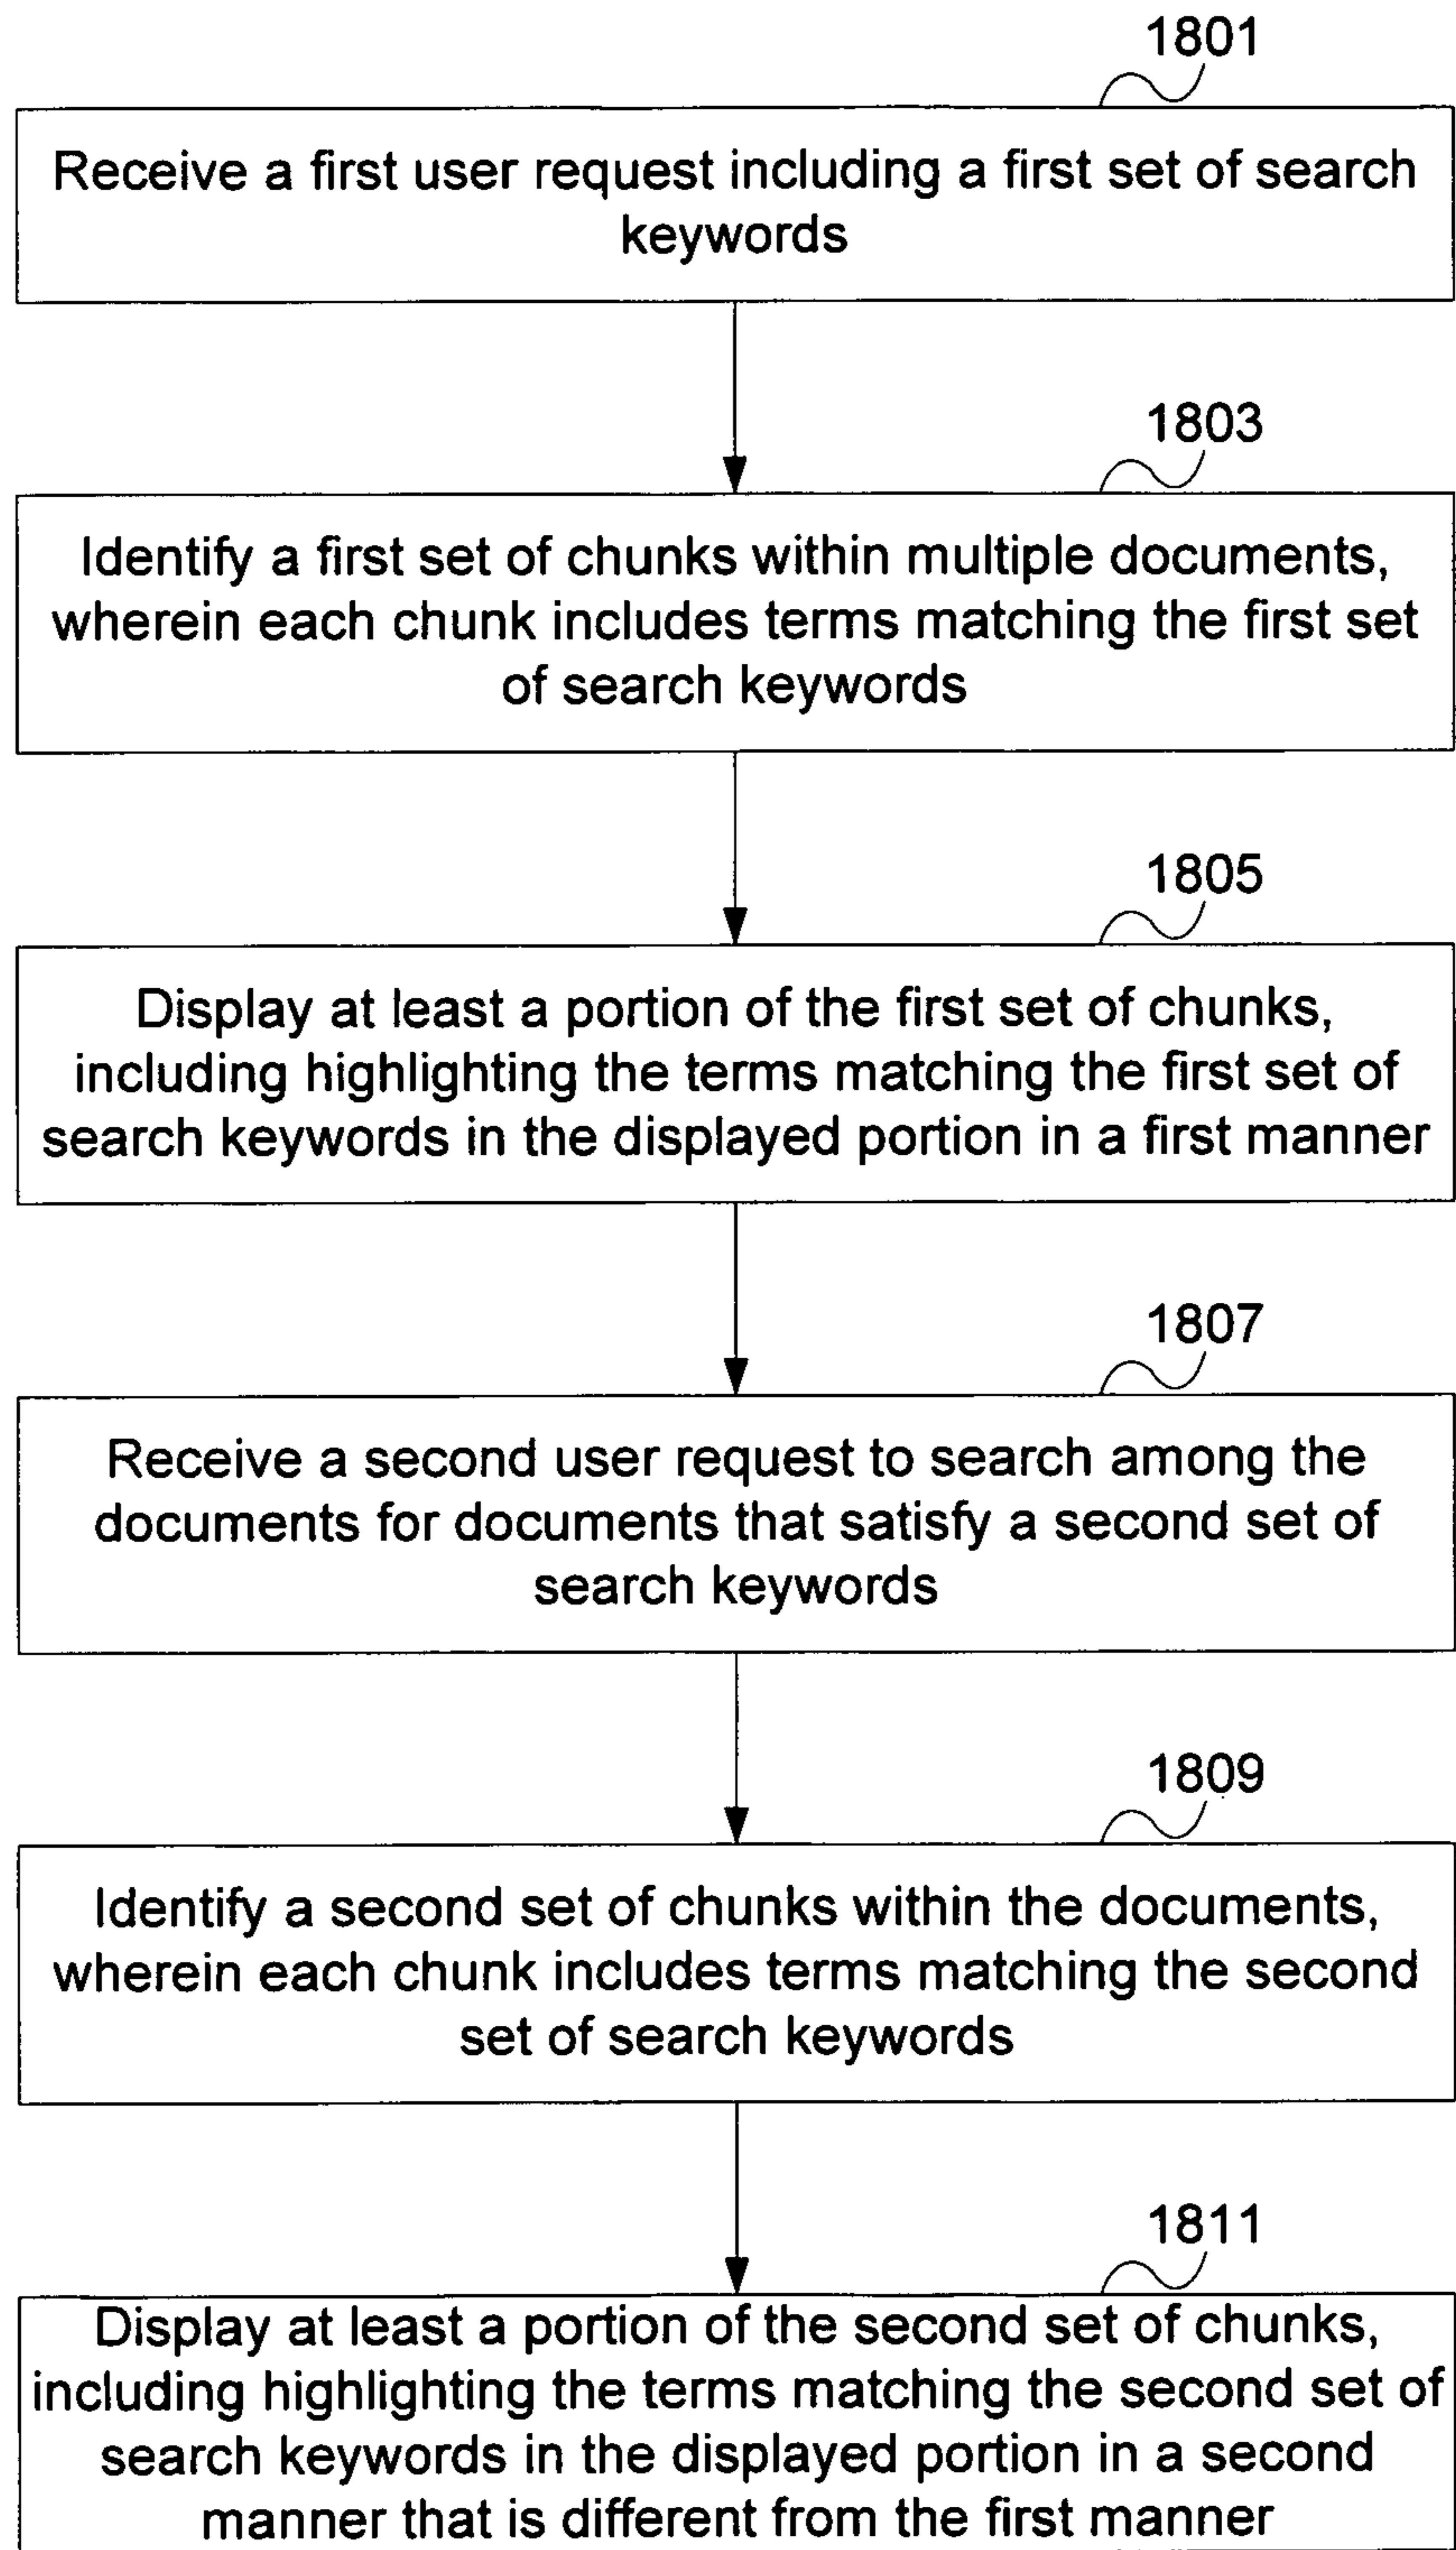 1801
Receive a first user request including a first set of search
keywords
1803
Identify a first set of chunks within multiple documents,
wherein each chunk includes terms matching the first set
of search keywords
1805
Display at least a portion of the first set of chunks,
including highlighting the terms matching the first set of
search keywords in the displayed portion in a first manner
1807
Receive a second user request to search among the
documents for documents that satisfy a second set of
search keywords
1809
Identify a second set of chunks within the documents,
wherein each chunk includes terms matching the second
set of search keywords
1811
Display at least a portion of the second set of chunks,
including highlighting the terms matching the second set of
search keywords in the displayed portion in a second
manner that is different from the first manner